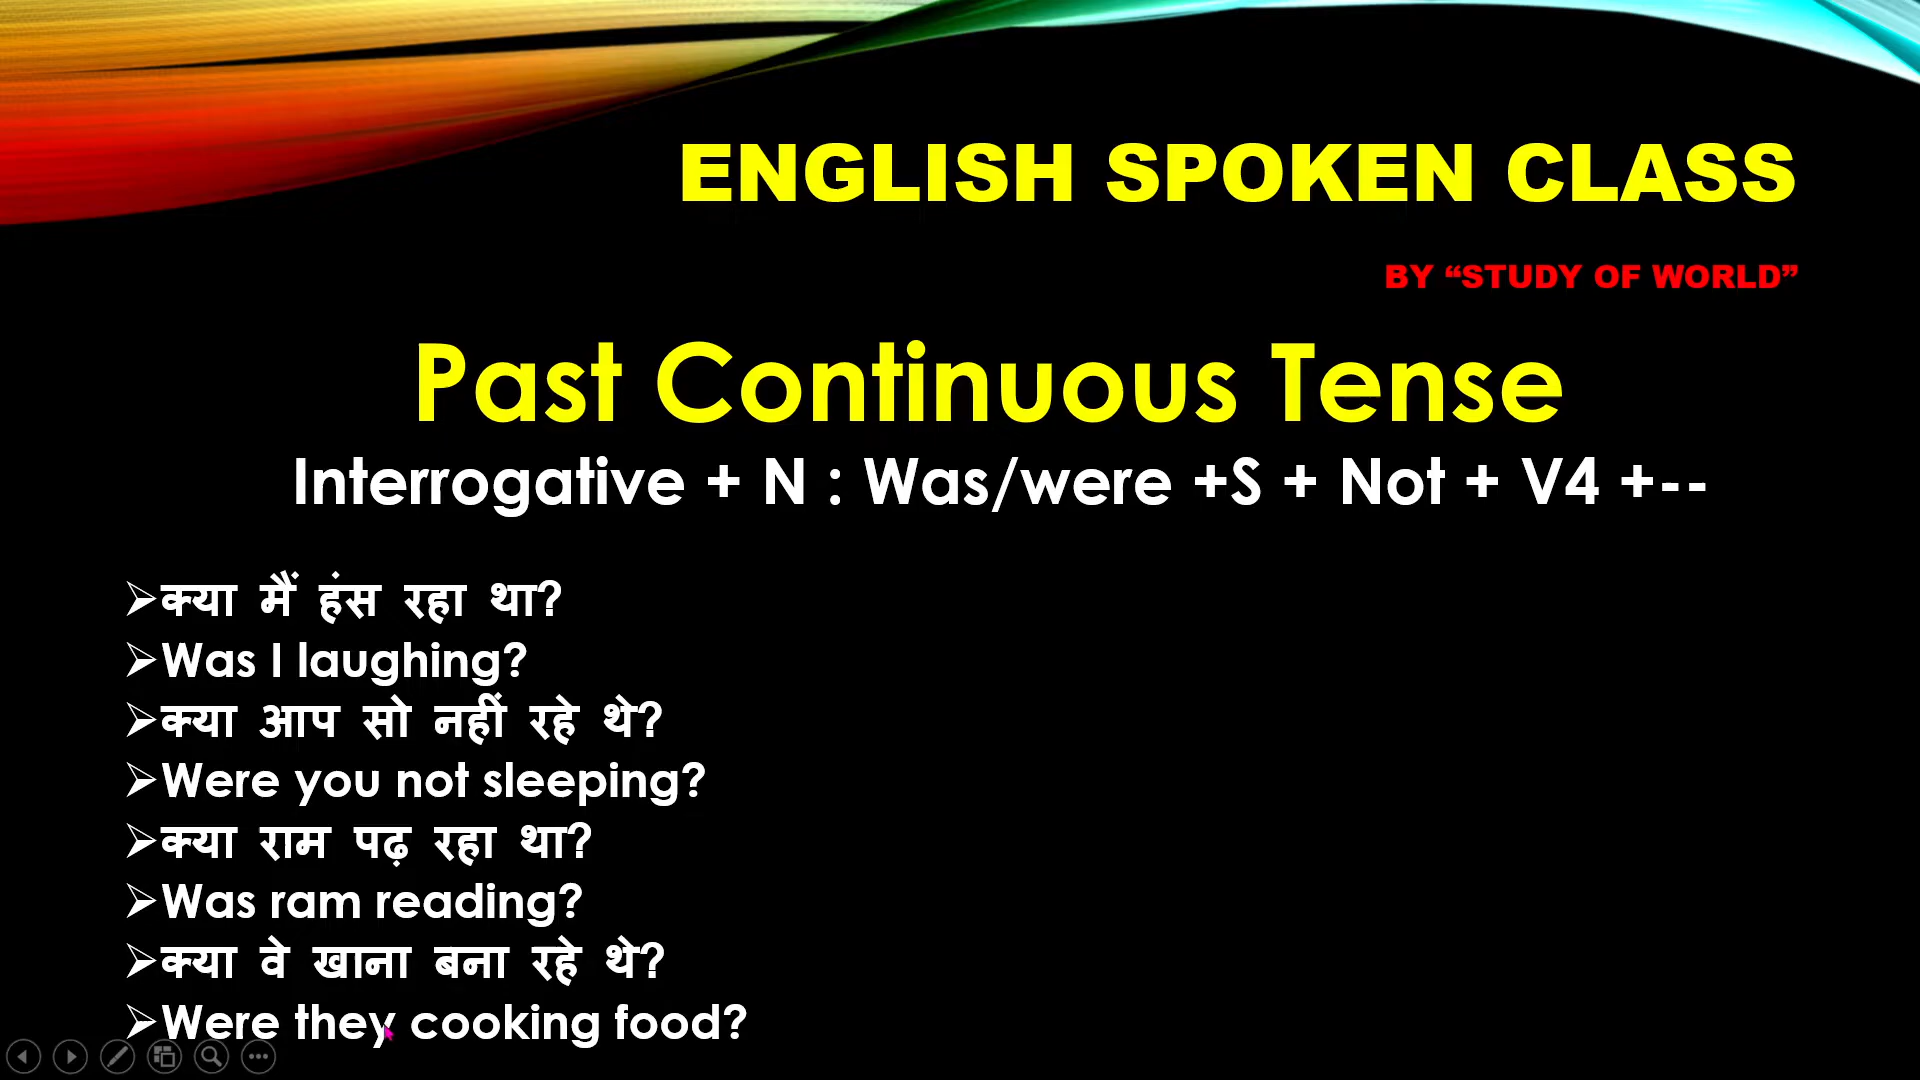 ENGLISH SPOKEN CLASS
BY “STUDY OF WORLD”
Past Continuous Tense
Interrogative + N : Was/were +S + Not + V4 +--
➢क्या मैं हंस रहा था?
➢Was I laughing?
➢क्या आप सो नहीं रहे थे?
➢Were you not sleeping?
➢क्या राम पढ़ रहा था?
➢Was ram reading?
➢क्या वे खाना बना रहे थे?
➢Were they cooking food?